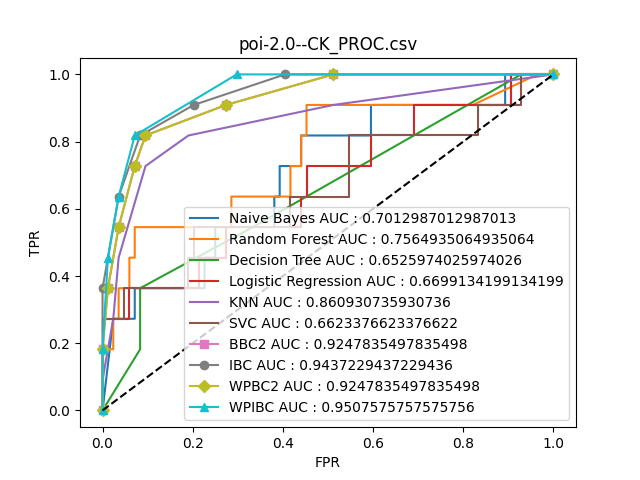 poi-2.0--CK_PROC.csv
1.0
0.8
0.6
0.4
0.2
0.0
TPR
Naive Bayes AUC : 0.7012987012987013
Random Forest AUC : 0.7564935064935064
Decision Tree AUC : 0.6525974025974026
Logistic Regression AUC : 0.6699134199134199
KNN AUC : 0.860930735930736
SVC AUC : 0.6623376623376622
BBC2 AUC : 0.9247835497835498
IBC AUC : 0.9437229437229436
WPBC2 AUC : 0.9247835497835498
WPIBC AUC : 0.9507575757575756
0.0 0.2 0.4 0.6 0.8 1.0
FPR